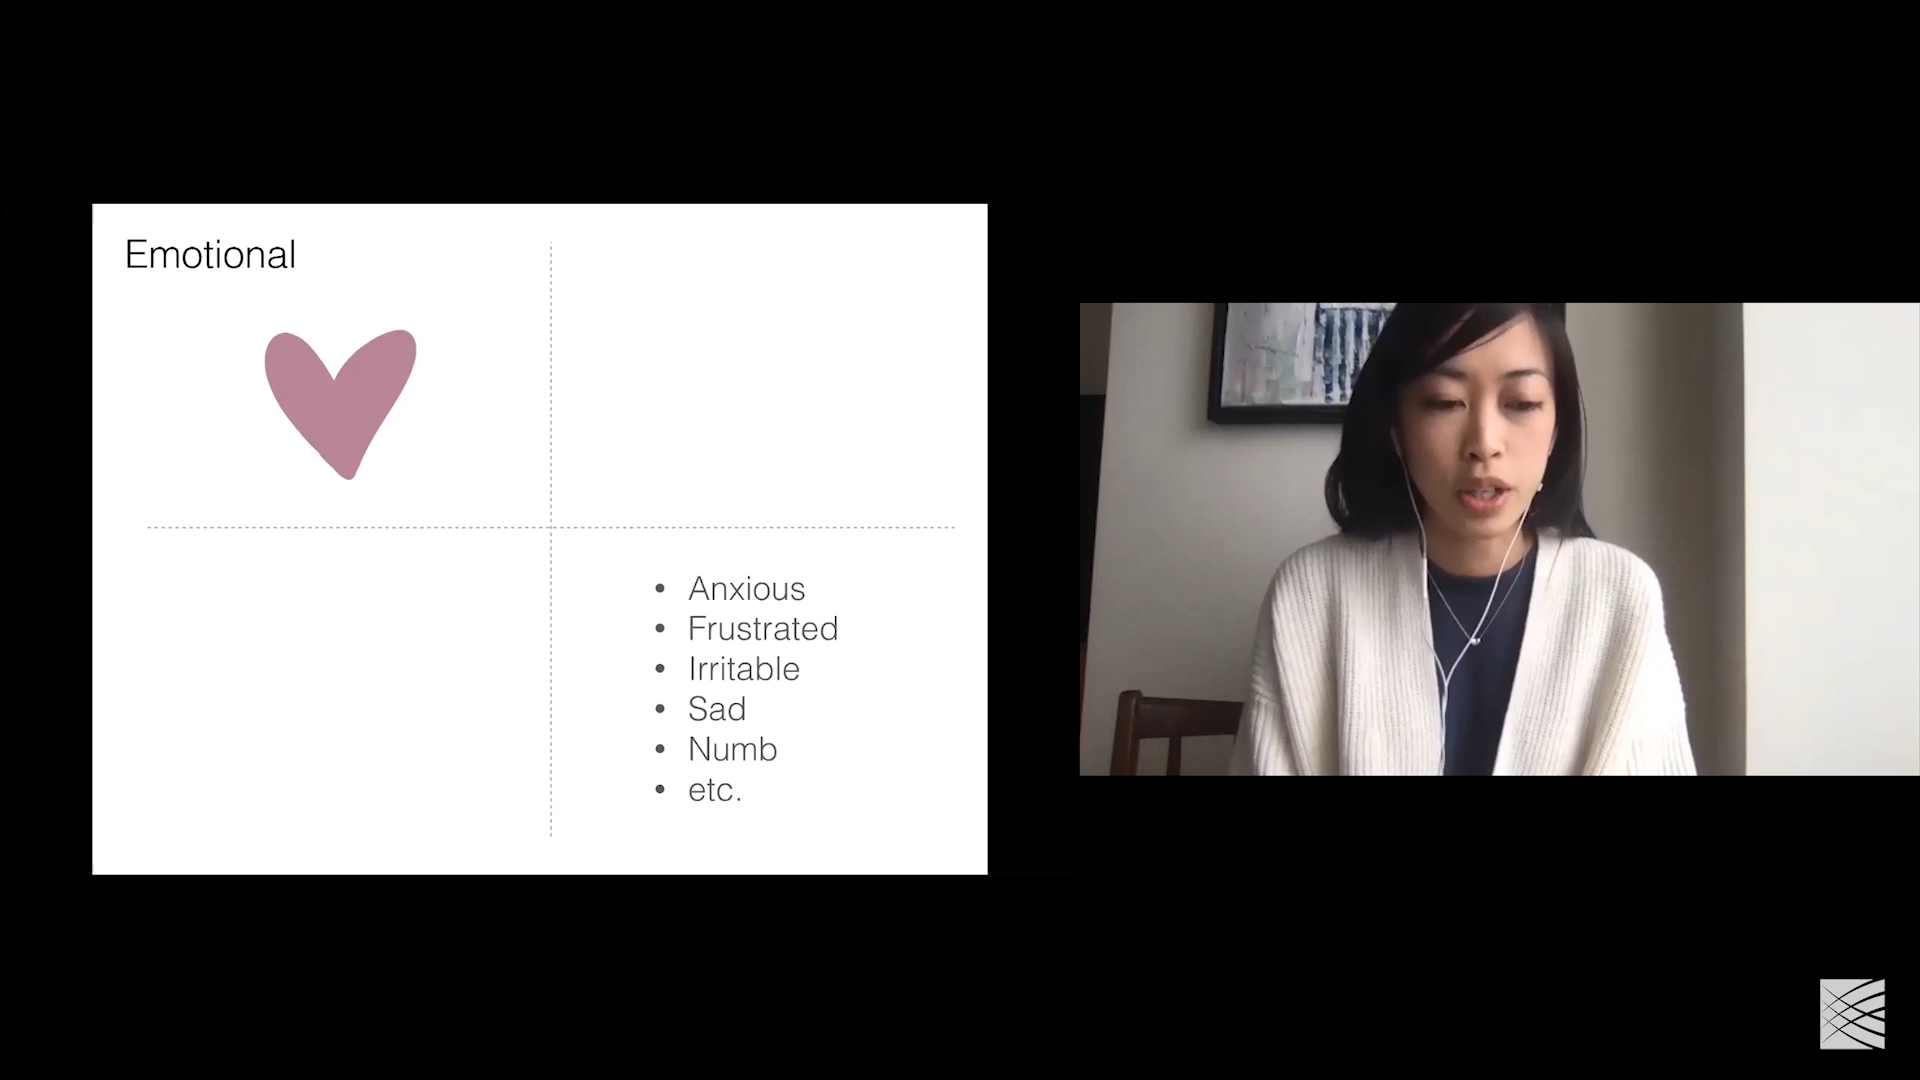 Emotional
• Anxious
• Frustrated
• Irritable
• Sad
• Numb
• etc.